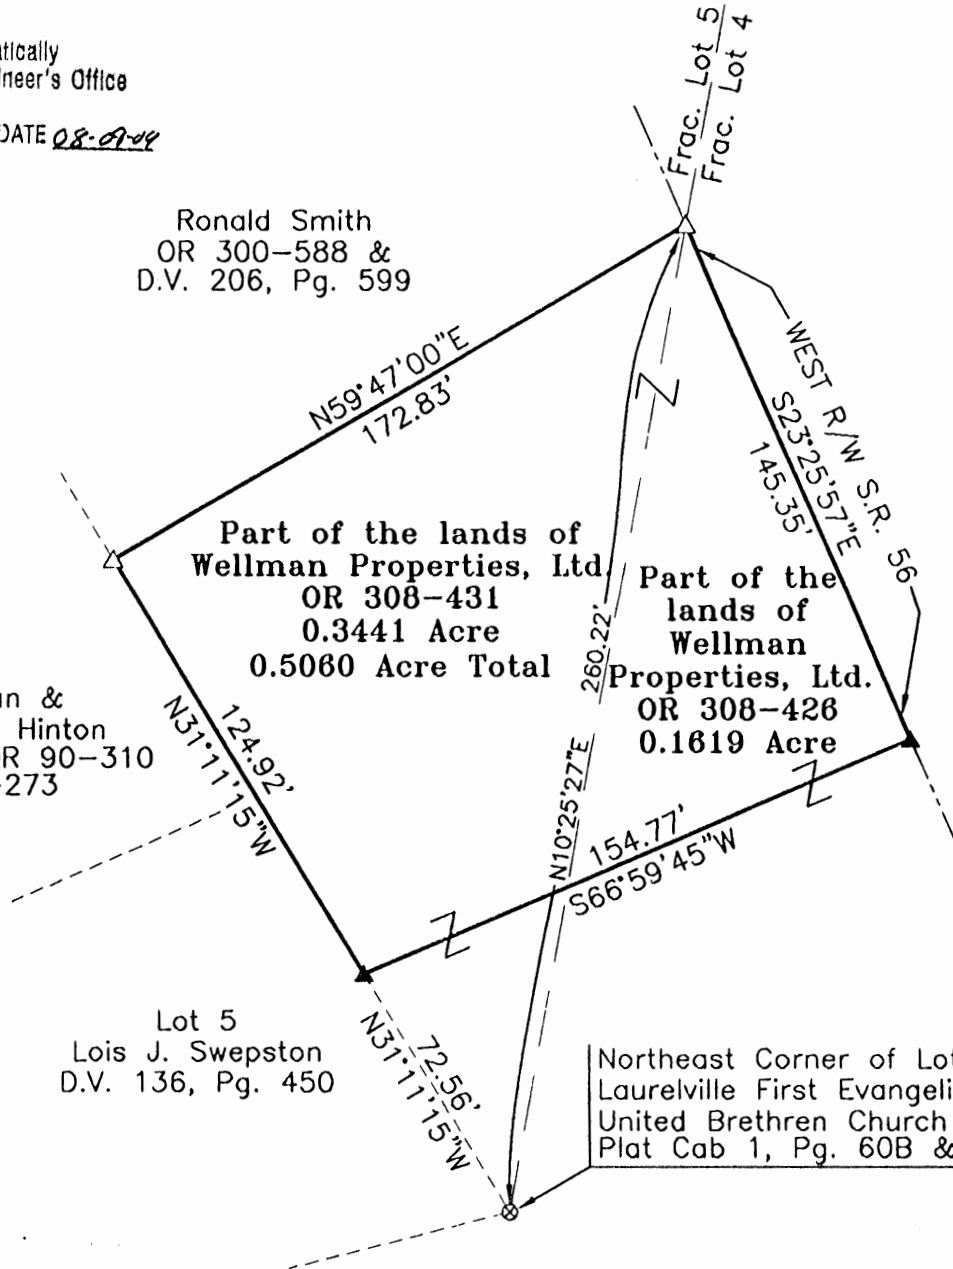 Office
DATE 08-09-04
Frac. Lot 5
Frac. Lot 4
Ronald Smith
OR 300-588 &
D.V. 206, Pg. 599
N59°47'00"E
172.83'
WEST R/W S.R. 56
S23°25'57"E
145.35'
Part of the lands of
Wellman Properties, Ltd.
OR 308-431
0.3441 Acre
0.5060 Acre Total
Part of the
lands of
Wellman
Properties, Ltd.
OR 308-426
0.1619 Acre
260.22'
N10°25'27"E
&
Hinton
90-310
-273
124.92'
N31°11'15"W
154.77'
S66°59'45"W
Lot 5
Lois J. Swepston
D.V. 136, Pg. 450
72.56'
N31°11'15"W
Northeast Corner of Lot
Laurelville First Evangeli
United Brethren Church
Plat Cab 1, Pg. 60B &